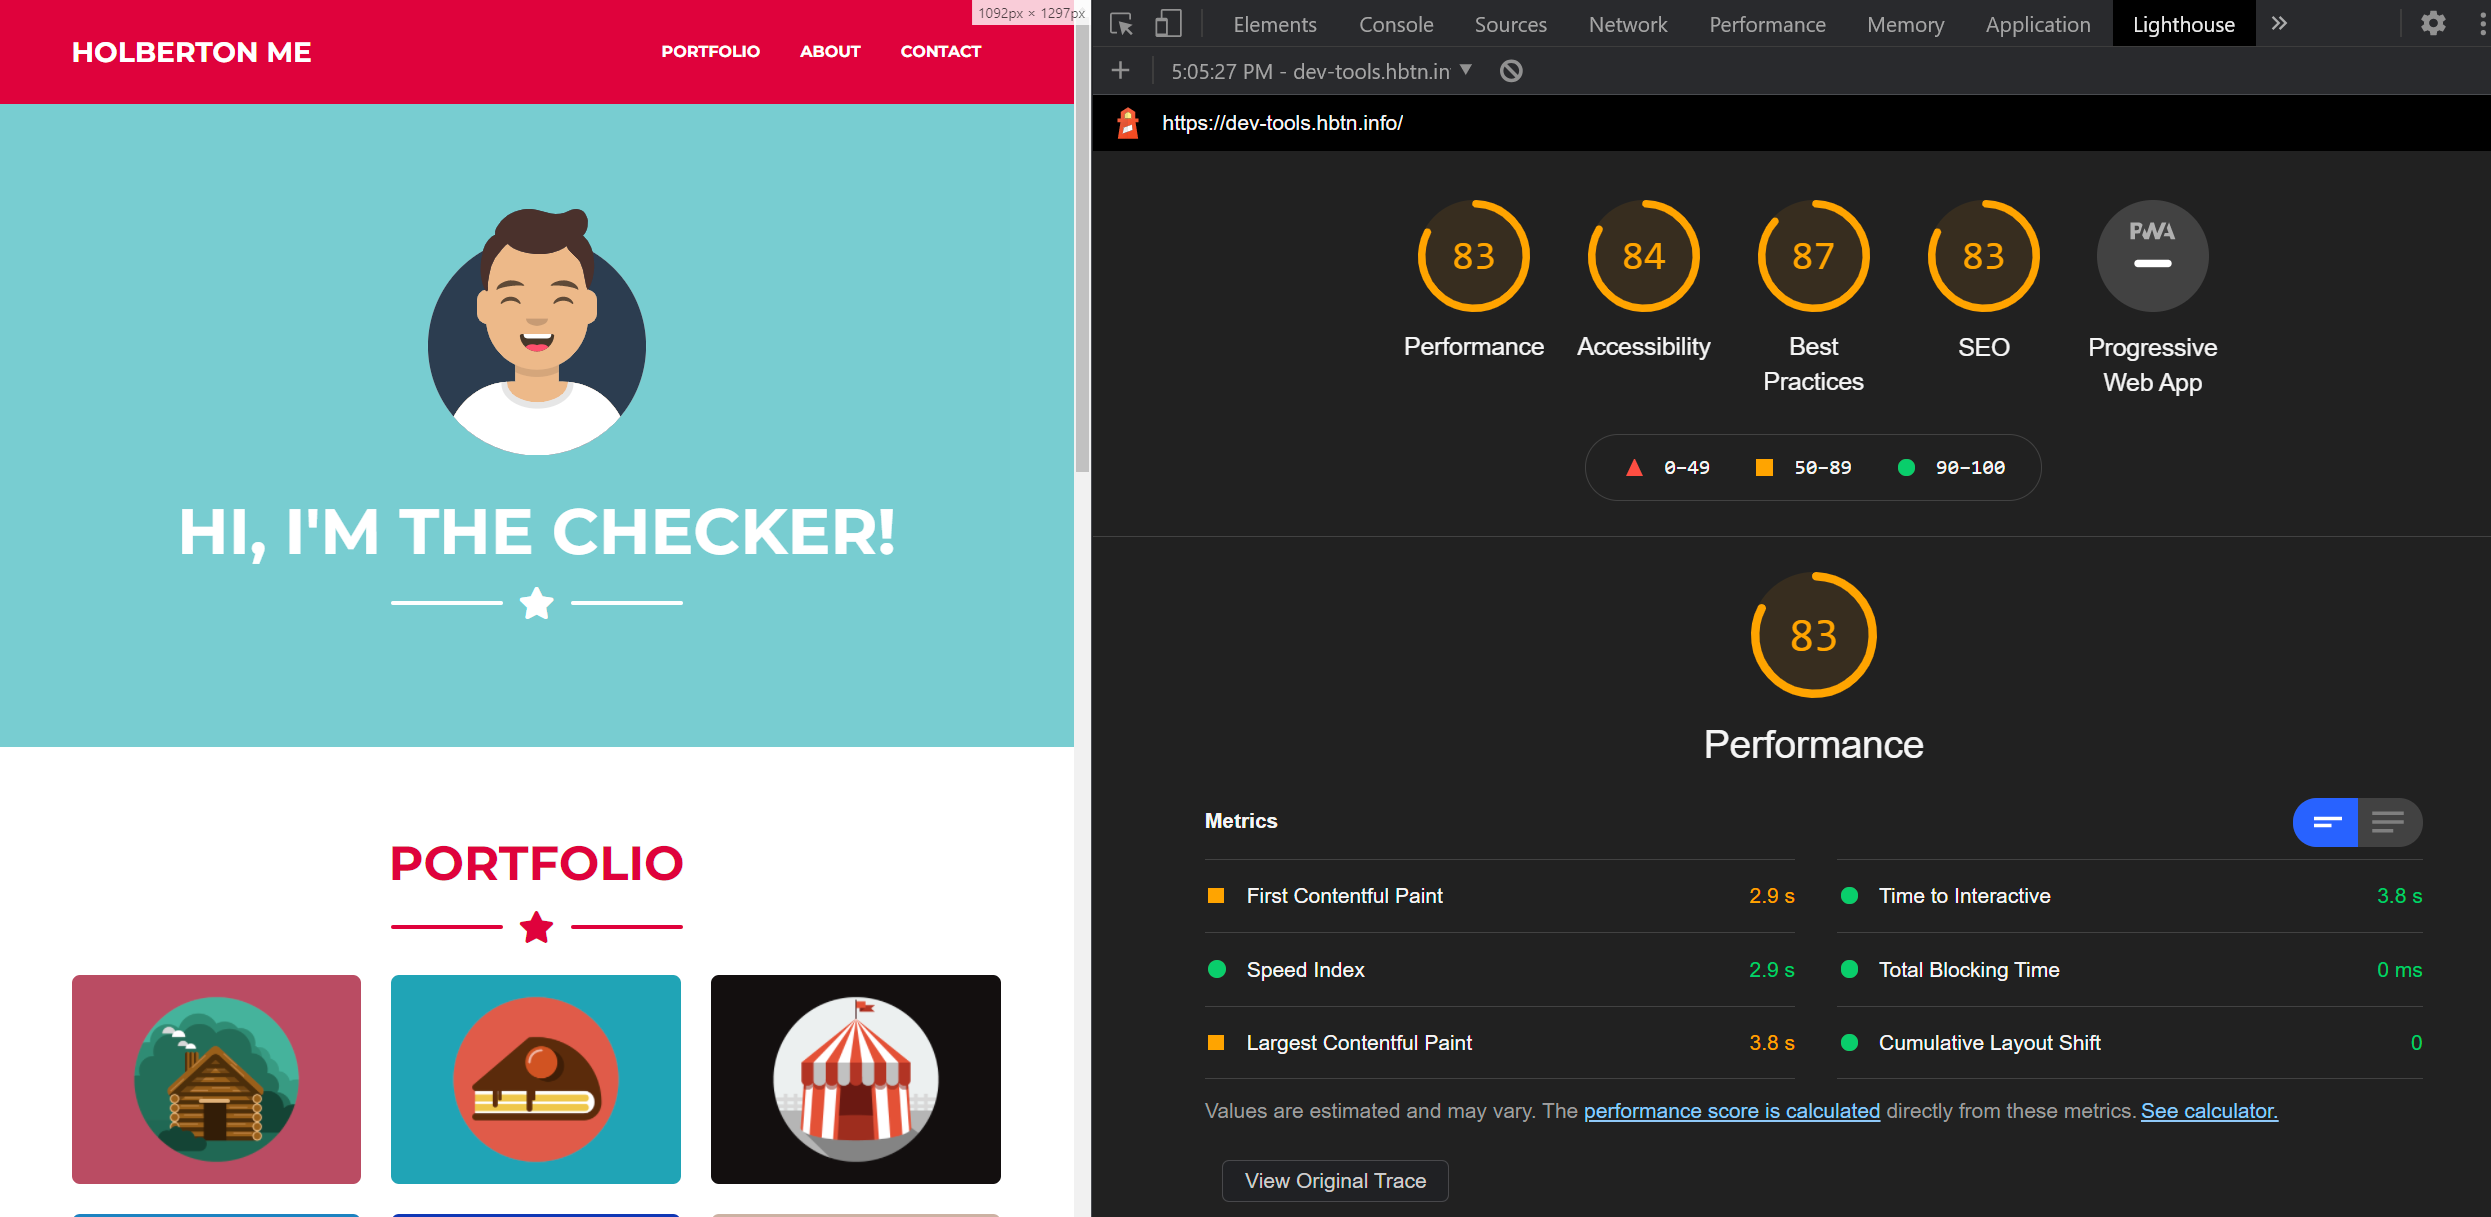 1092px × 1297px
HOLBERTON ME
PORTFOLIO ABOUT CONTACT
HI, I'M THE CHECKER!
PORTFOLIO
Elements Console Sources Network Performance Memory Application Lighthouse
5:05:27 PM - dev-tools.hbtn.in
https://dev-tools.hbtn.info/
83 84 87 83 PWA
Performance Accessibility Best Practices SEO Progressive Web App
0–49 50–89 90–100
83
Performance
Metrics
First Contentful Paint 2.9 s
Time to Interactive 3.8 s
Speed Index 2.9 s
Total Blocking Time 0 ms
Largest Contentful Paint 3.8 s
Cumulative Layout Shift 0
Values are estimated and may vary. The performance score is calculated directly from these metrics. See calculator.
View Original Trace